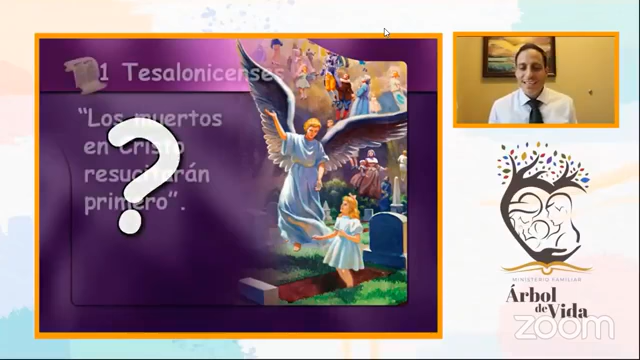 1 Tesalonicenses
"Los muertos
en Cristo
resucitarán
primero".
?
MINISTERIO FAMILIAR
Árbol
de Vida
zoom